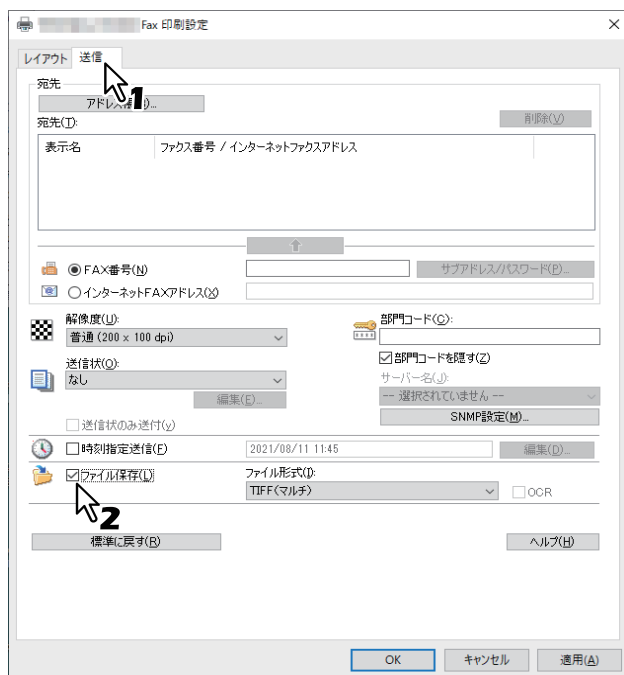 Fax 印刷設定
レイアウト 送信
1
宛先
宛先(T):
削除(V)
表示名 ファクス番号 / インターネットファクスアドレス
FAX番号(N) サブアドレス/パスワード(P)...
インターネットFAXアドレス(X)
解像度(U): 部門コード(C):
普通 (200 x 100 dpi)
部門コードを隠す(Z)
送信状(O): サーバー名(J):
なし -- 選択されていません --
編集(E)... SNMP設定(M)...
送信状のみ送付(y)
時刻指定送信(F) 2021/08/11 11:45 編集(D)...
ファイル保存(L) ファイル形式(I):
TIFF(マルチ) OCR
2
標準に戻す(R) ヘルプ(H)
OK キャンセル 適用(A)